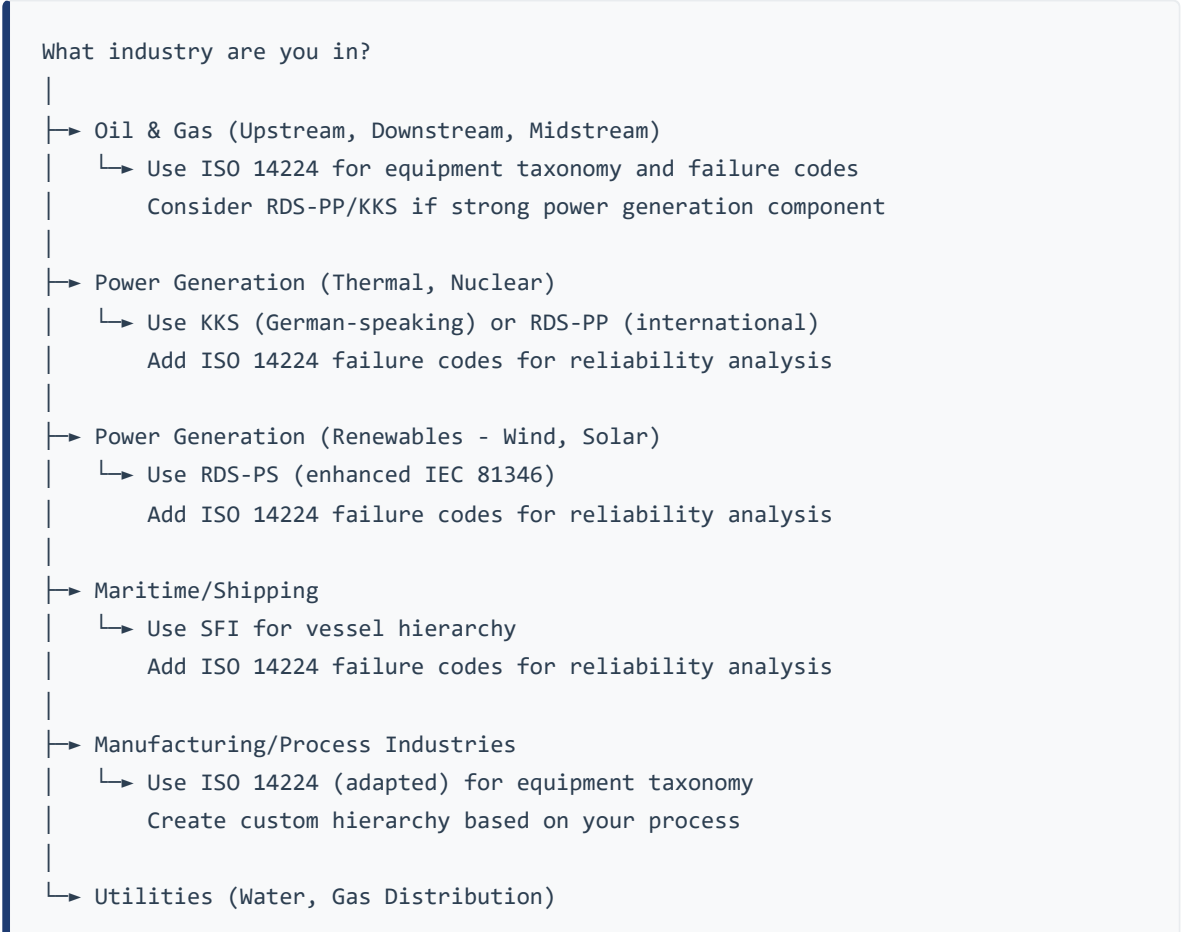 What industry are you in?
│
├─► Oil & Gas (Upstream, Downstream, Midstream)
│   └─► Use ISO 14224 for equipment taxonomy and failure codes
│       Consider RDS-PP/KKS if strong power generation component
│
├─► Power Generation (Thermal, Nuclear)
│   └─► Use KKS (German-speaking) or RDS-PP (international)
│       Add ISO 14224 failure codes for reliability analysis
│
├─► Power Generation (Renewables - Wind, Solar)
│   └─► Use RDS-PS (enhanced IEC 81346)
│       Add ISO 14224 failure codes for reliability analysis
│
├─► Maritime/Shipping
│   └─► Use SFI for vessel hierarchy
│       Add ISO 14224 failure codes for reliability analysis
│
├─► Manufacturing/Process Industries
│   └─► Use ISO 14224 (adapted) for equipment taxonomy
│       Create custom hierarchy based on your process
│
└─► Utilities (Water, Gas Distribution)